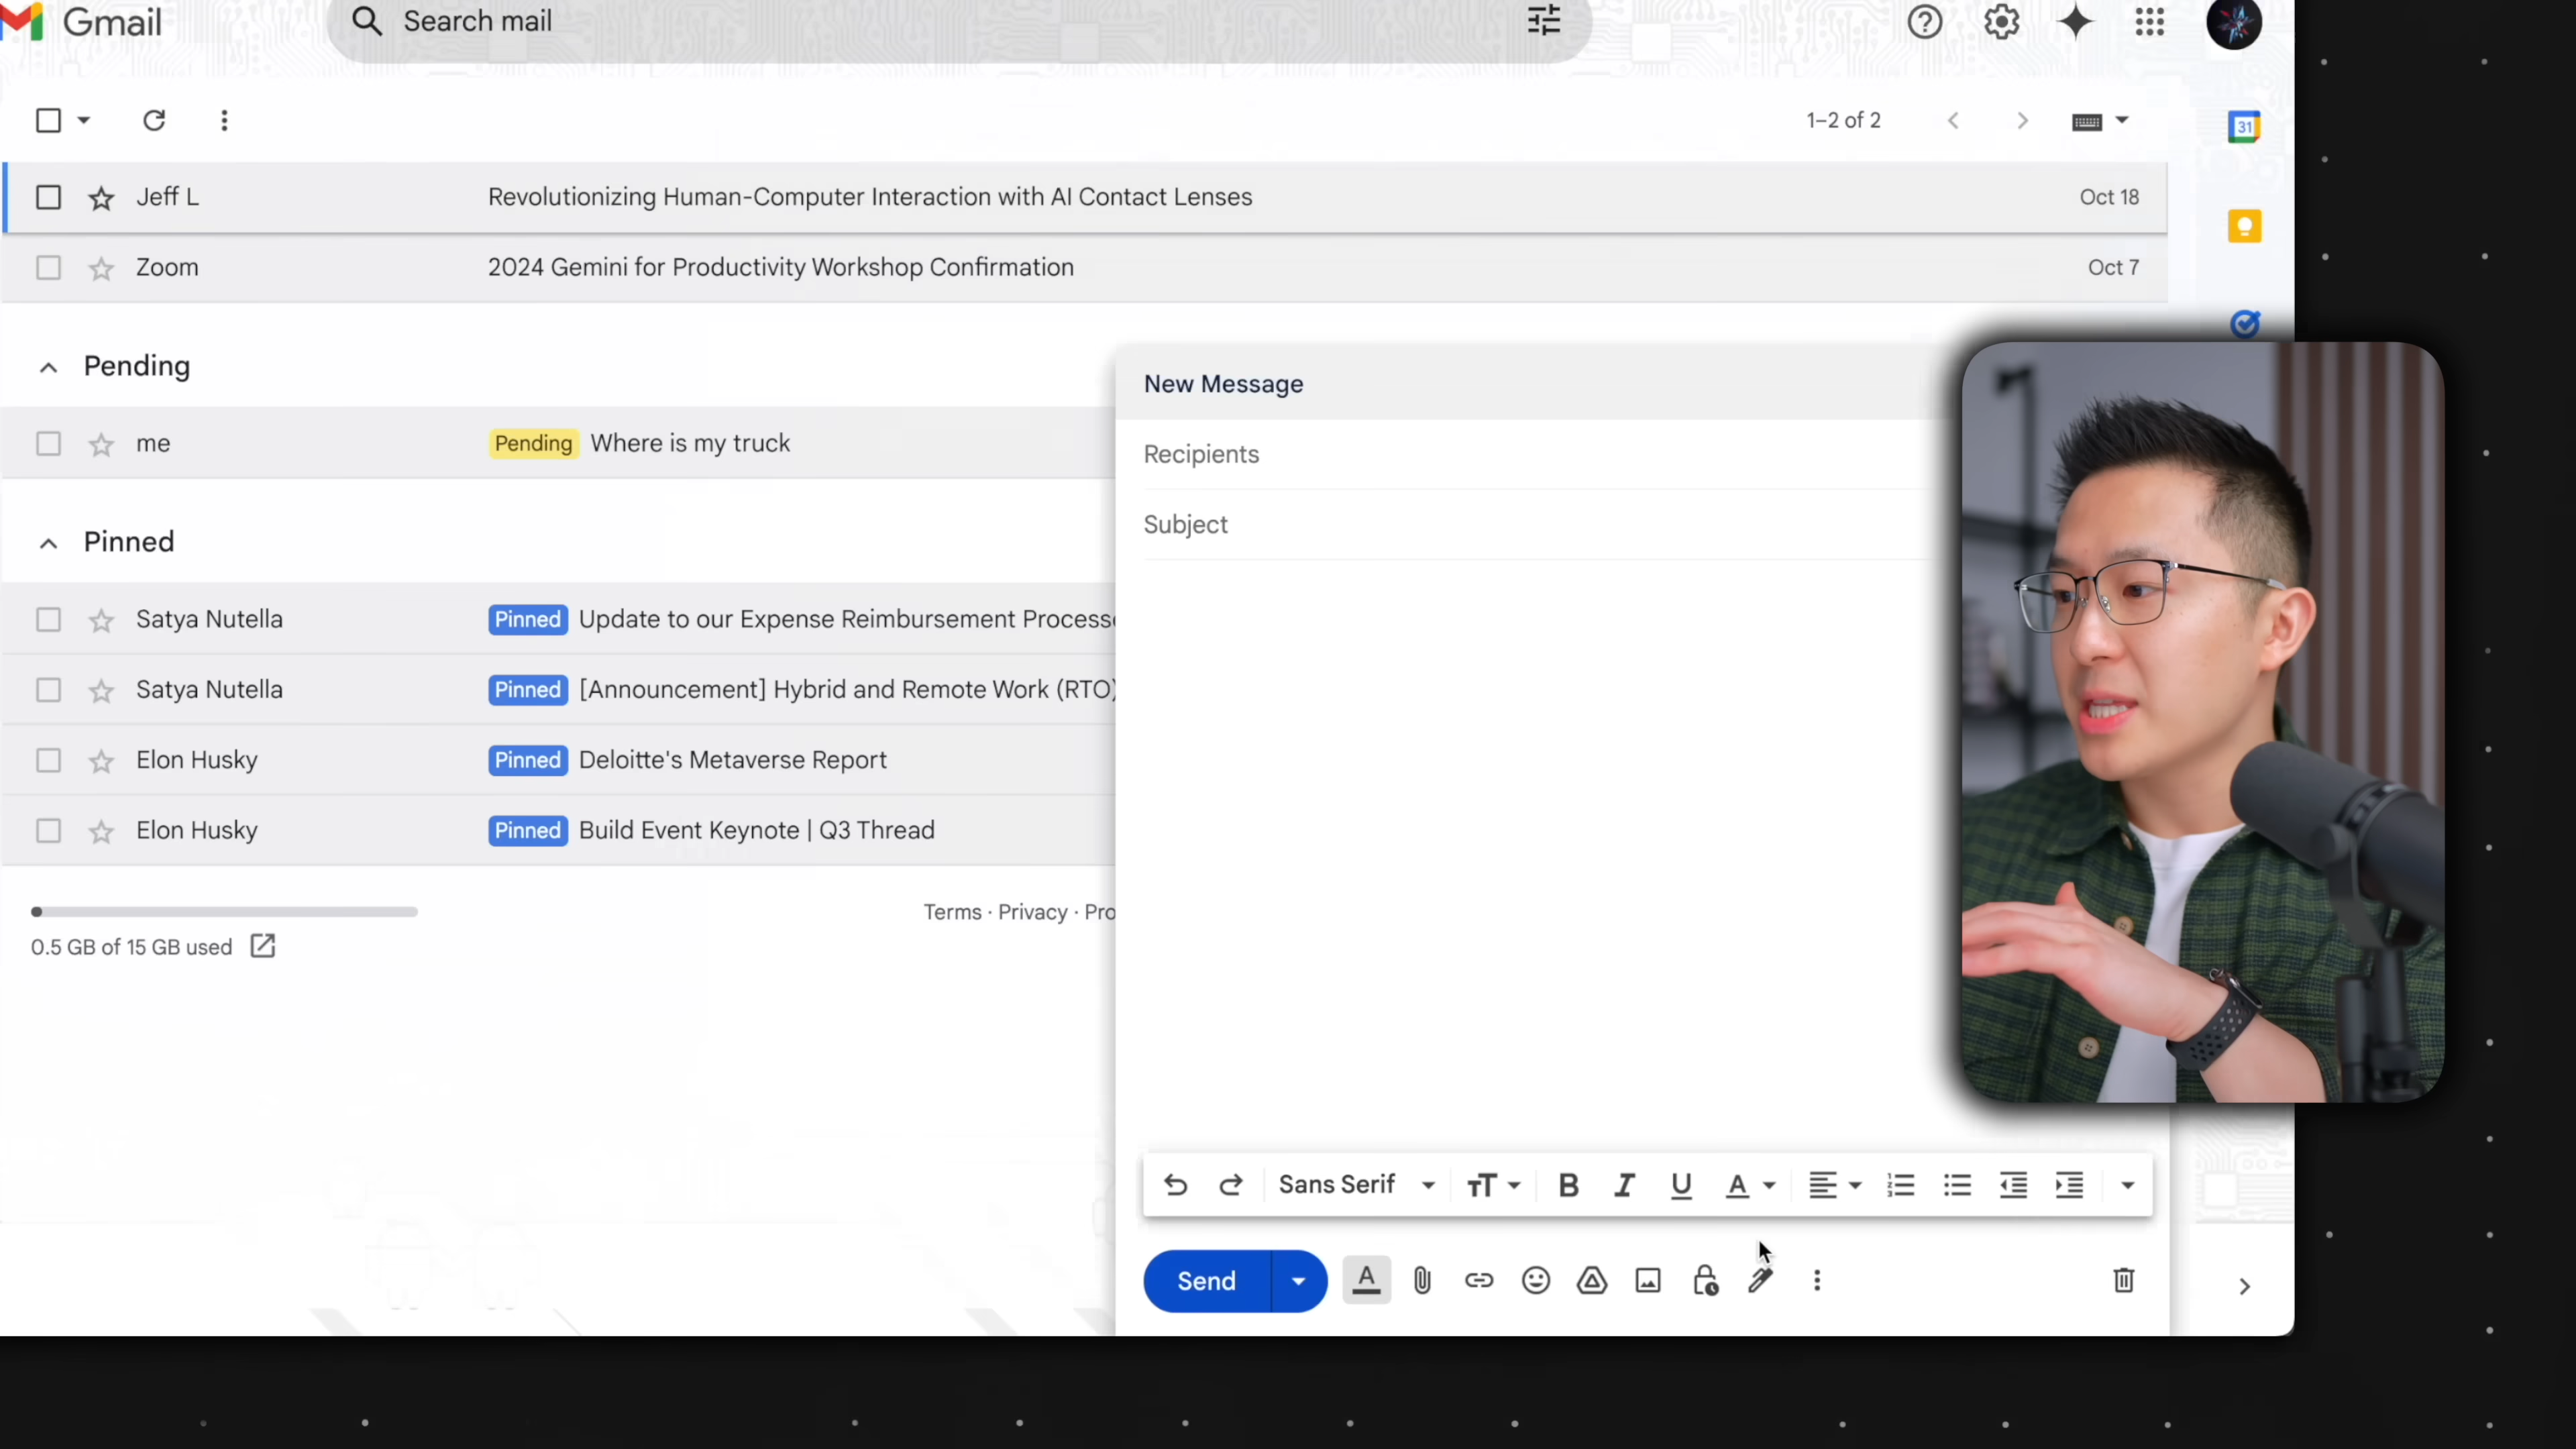 Gmail
Search mail
1–2 of 2
31
Jeff L Revolutionizing Human-Computer Interaction with AI Contact Lenses Oct 18
Zoom 2024 Gemini for Productivity Workshop Confirmation Oct 7
Pending
me Pending Where is my truck
Pinned
Satya Nutella Pinned Update to our Expense Reimbursement Process
Satya Nutella Pinned [Announcement] Hybrid and Remote Work (RTO)
Elon Husky Pinned Deloitte's Metaverse Report
Elon Husky Pinned Build Event Keynote | Q3 Thread
Terms · Privacy · Pro
0.5 GB of 15 GB used
New Message
Recipients
Subject
Sans Serif
Send